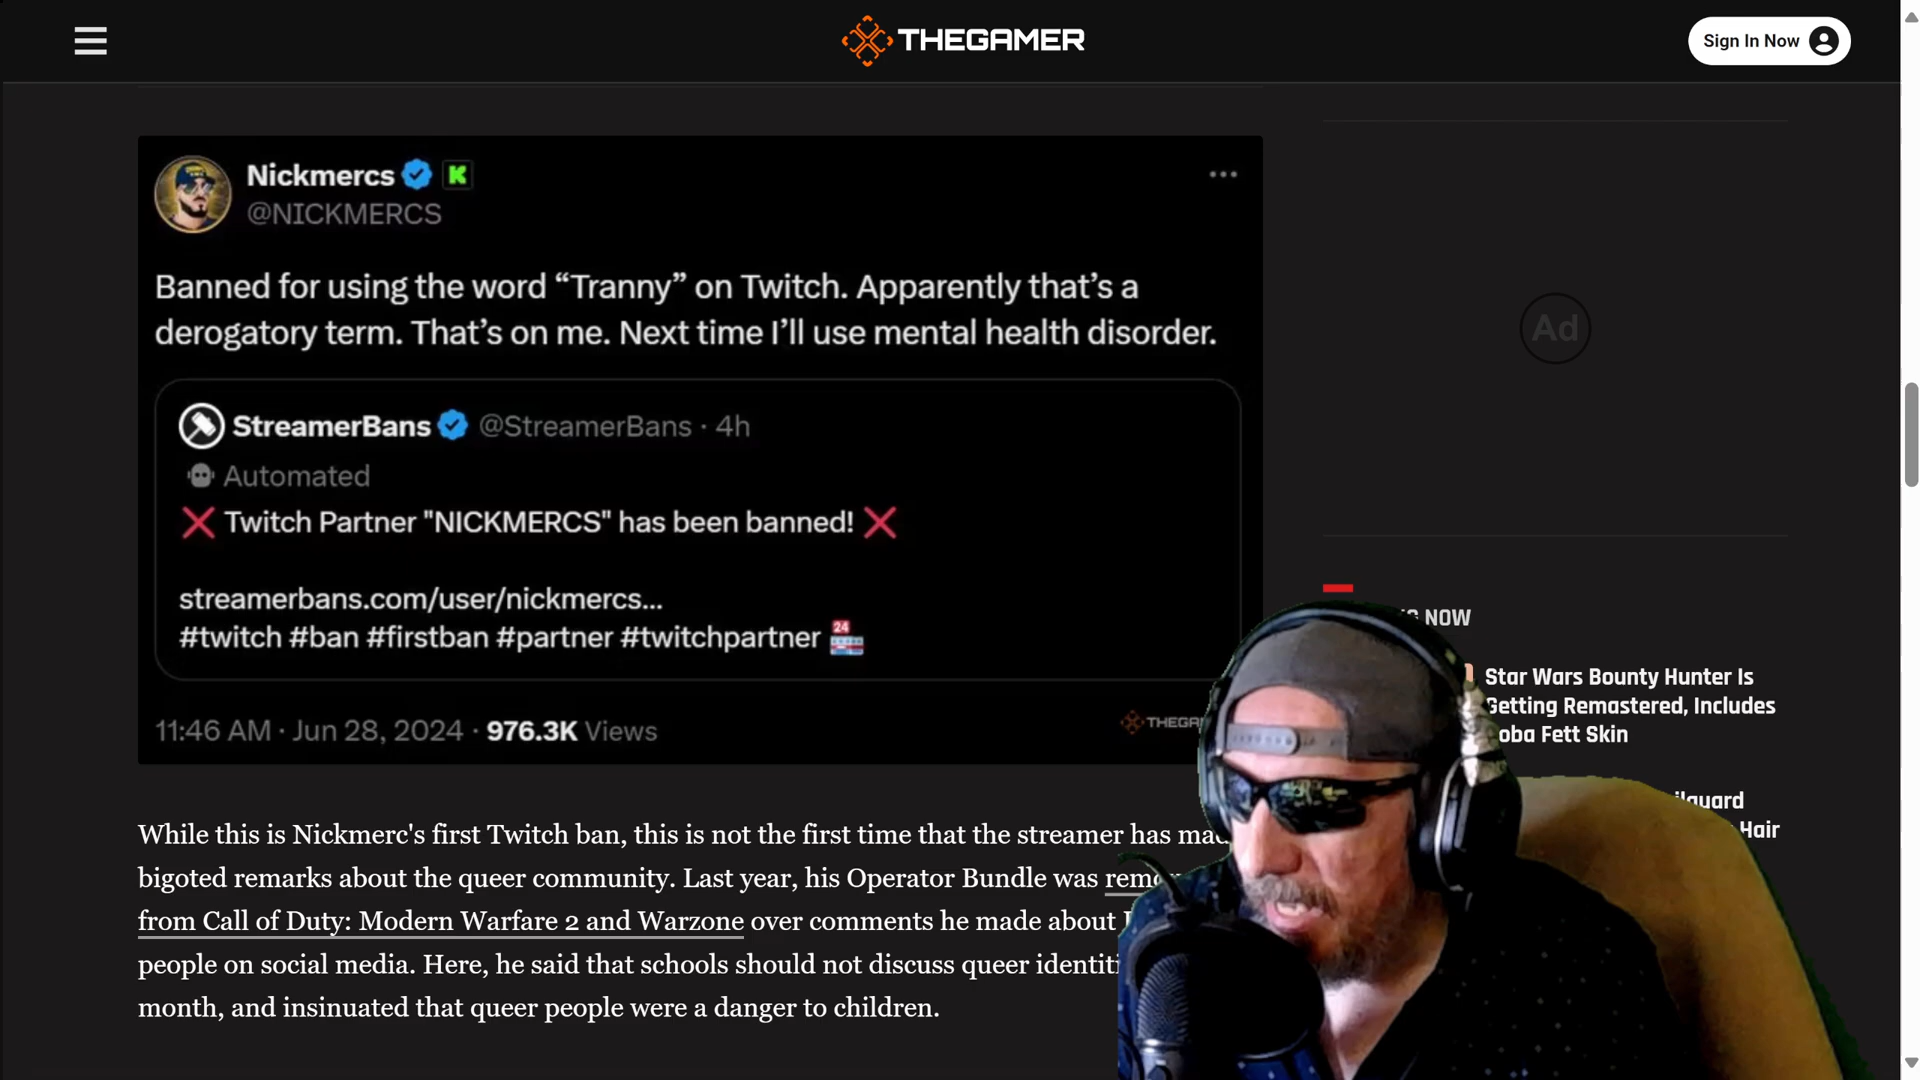 THEGAMER
Sign In Now
Nickmercs
@NICKMERCS
Banned for using the word “Tranny” on Twitch. Apparently that’s a
derogatory term. That’s on me. Next time I’ll use mental health disorder.
StreamerBans @StreamerBans · 4h
Automated
❌ Twitch Partner "NICKMERCS" has been banned! ❌
streamerbans.com/user/nickmercs...
#twitch #ban #firstban #partner #twitchpartner
11:46 AM · Jun 28, 2024 · 976.3K Views
Ad
NOW
Star Wars Bounty Hunter Is
Getting Remastered, Includes
Boba Fett Skin
Hair
While this is Nickmerc's first Twitch ban, this is not the first time that the streamer has
bigoted remarks about the queer community. Last year, his Operator Bundle was
from Call of Duty: Modern Warfare 2 and Warzone over comments he made about
people on social media. Here, he said that schools should not discuss queer
month, and insinuated that queer people were a danger to children.